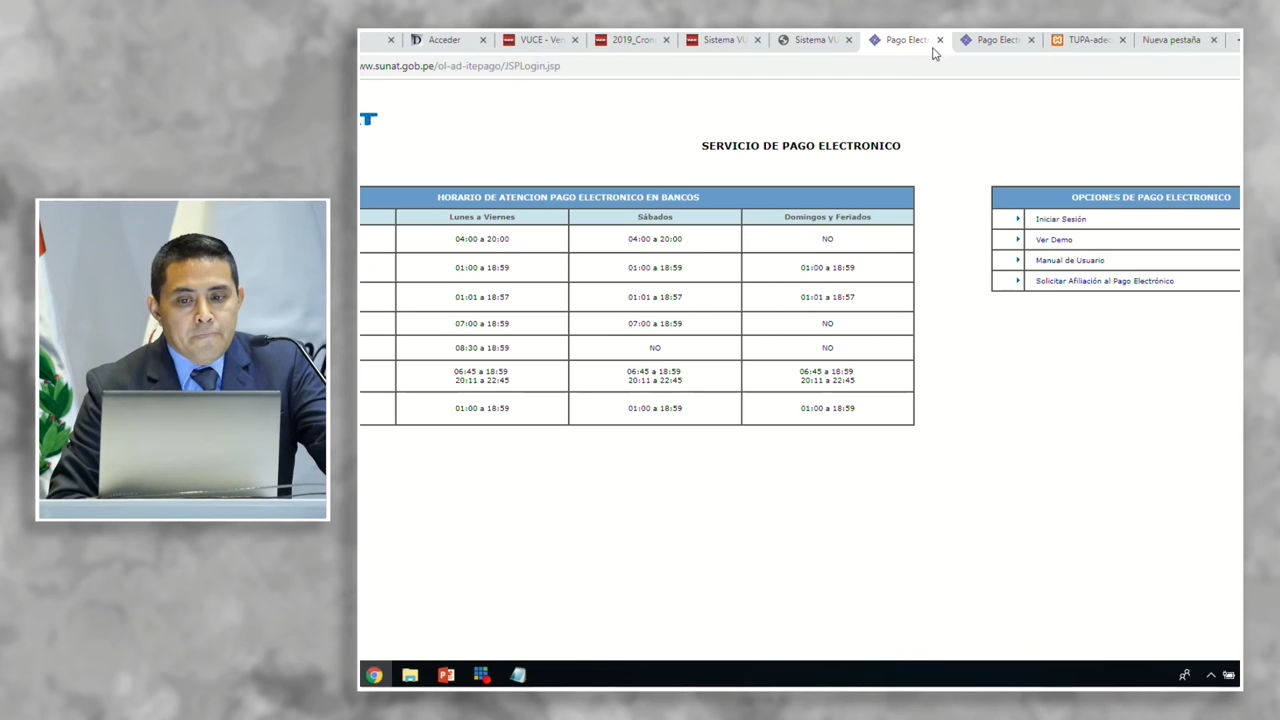 Acceder
VUCE - Ven
2019_Cron
Sistema VU
Sistema VU
Pago Elect
Pago Elect
TUPA-adec
Nueva pestaña
ww.sunat.gob.pe/ol-ad-itepago/JSPLogin.jsp
T
SERVICIO DE PAGO ELECTRONICO
HORARIO DE ATENCION PAGO ELECTRONICO EN BANCOS
Lunes a Viernes Sábados Domingos y Feriados
04:00 a 20:00 04:00 a 20:00 NO
01:00 a 18:59 01:00 a 18:59 01:00 a 18:59
01:01 a 18:57 01:01 a 18:57 01:01 a 18:57
07:00 a 18:59 07:00 a 18:59 NO
08:30 a 18:59 NO NO
06:45 a 18:59 06:45 a 18:59 06:45 a 18:59
20:11 a 22:45 20:11 a 22:45 20:11 a 22:45
01:00 a 18:59 01:00 a 18:59 01:00 a 18:59
OPCIONES DE PAGO ELECTRONICO
Iniciar Sesión
Ver Demo
Manual de Usuario
Solicitar Afiliación al Pago Electrónico